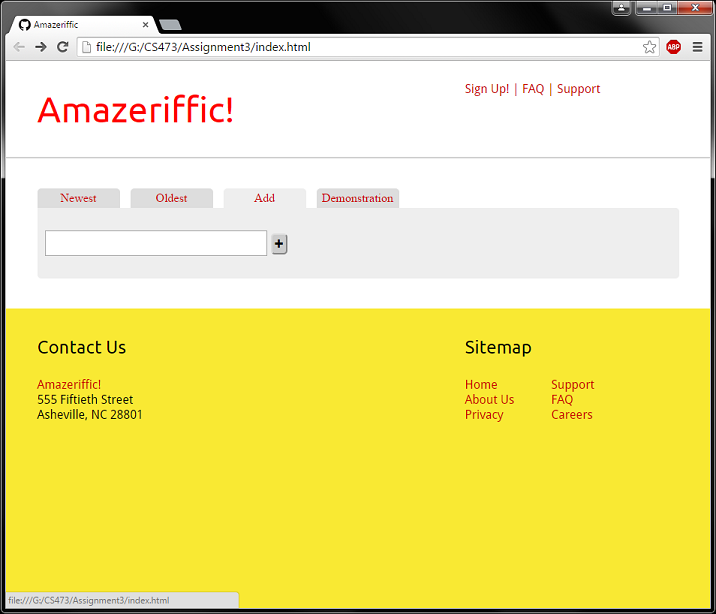 Amazeriffic
file:///G:/CS473/Assignment3/index.html
ABP
Amazeriffic!
Sign Up! | FAQ | Support
Newest Oldest Add Demonstration
+
Contact Us
Amazeriffic!
555 Fiftieth Street
Asheville, NC 28801
Sitemap
Home Support
About Us FAQ
Privacy Careers
file:///G:/CS473/Assignment3/index.html